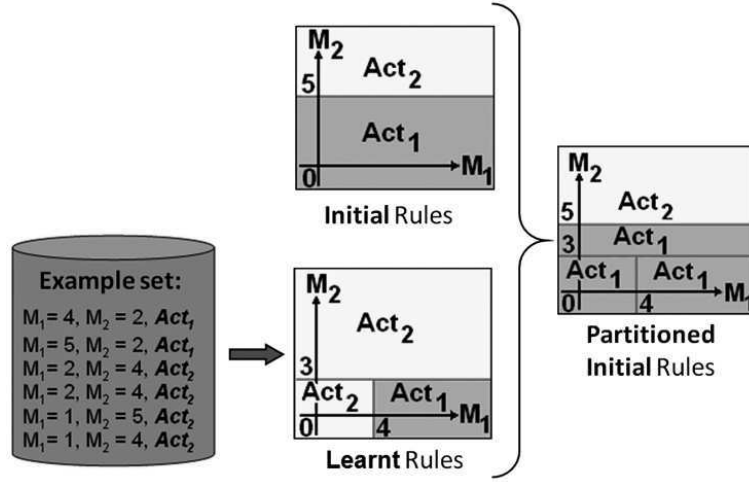 M₂
5
Act₂
Act₁
0
M₁
Initial Rules
Example set:
M₁= 4, M₂ = 2, Act₁
M₁= 5, M₂ = 2, Act₁
M₁= 2, M₂ = 4, Act₂
M₁= 2, M₂ = 4, Act₂
M₁= 1, M₂ = 5, Act₂
M₁= 1, M₂ = 4, Act₂
M₂
Act₂
3
Act₂ Act₁
0 4 M₁
Learnt Rules
M₂
5 Act₂
3 Act₁
Act₁ Act₁
0 4 M₁
Partitioned
Initial Rules